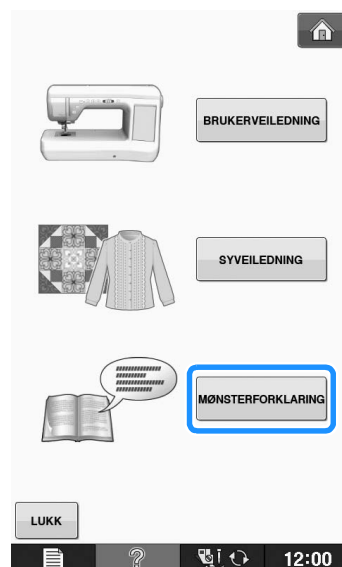 BRUKERVEILEDNING
SYVEILEDNING
MØNSTERFORKLARING
LUKK
12:00